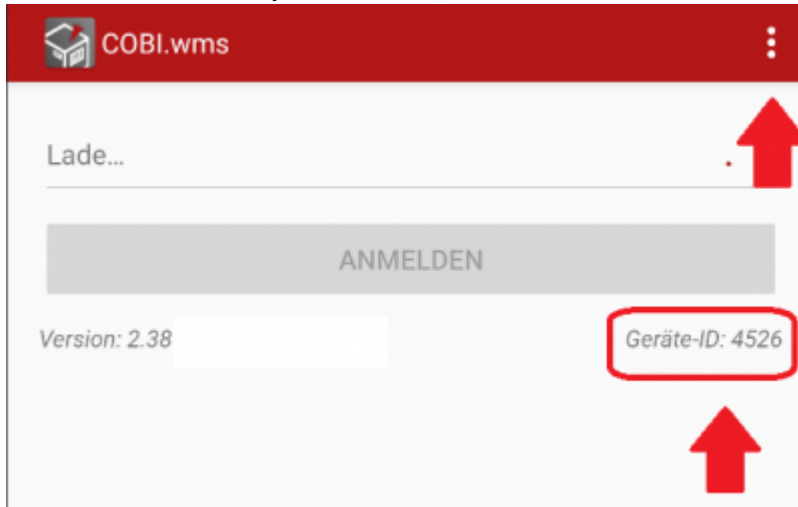 COBI.wms
Lade...
ANMELDEN
Version: 2.38
Geräte-ID: 4526